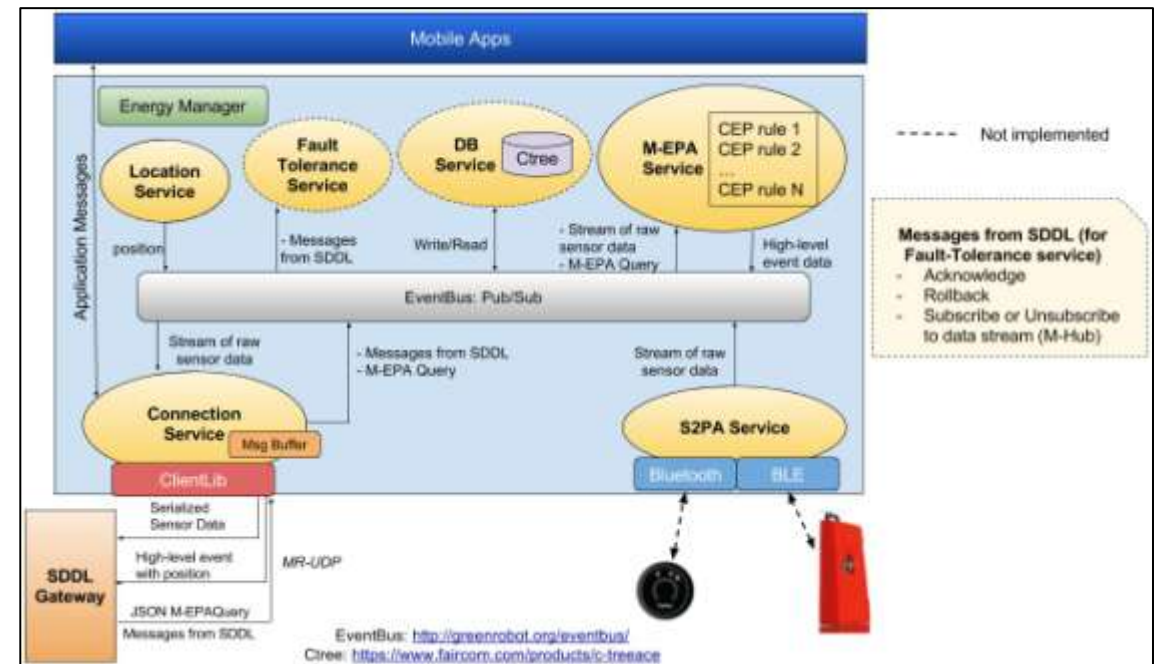 Mobile Apps
Energy Manager
Location
Service
Fault
Tolerance
Service
DB
Service
Ctree
M-EPA
Service
CEP rule 1
CEP rule 2
...
CEP rule N
Not implemented
Application Messages
position
- Messages
from SDDL
Write/Read
- Stream of raw
sensor data
- M-EPA Query
High-level
event data
Messages from SDDL (for
Fault-Tolerance service)
- Acknowledge
- Rollback
- Subscribe or Unsubscribe
to data stream (M-Hub)
EventBus: Pub/Sub
Stream of raw
sensor data
- Messages from SDDL
- M-EPA Query
Stream of raw
sensor data
Connection
Service
Msg Buffer
ClientLib
S2PA Service
Bluetooth
BLE
SDDL
Gateway
Serialized
Sensor Data
High-level event
with position
MR-UDP
JSON M-EPAQuery
Messages from SDDL
EventBus: http://greenrobot.org/eventbus/
Ctree: https://www.faircom.com/products/c-treeace